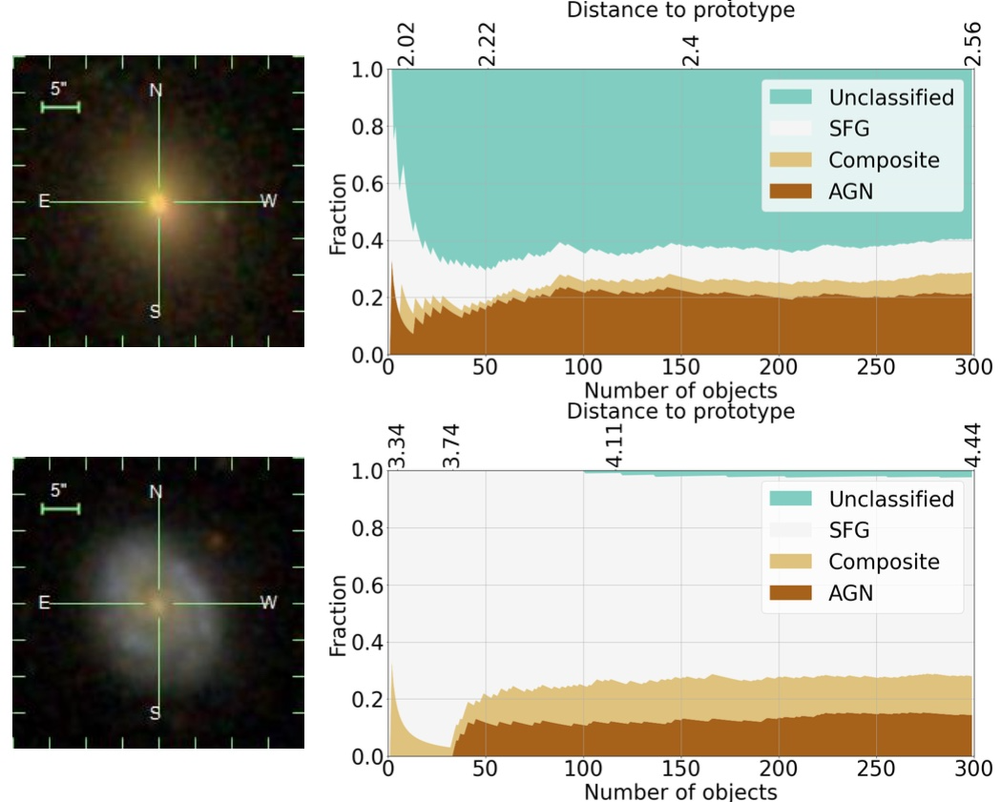 Distance to prototype
2.02 2.22 2.4 2.56
5"
N
E W
S
Fraction
1.0
0.8
0.6
0.4
0.2
0.0
Unclassified
SFG
Composite
AGN
0 50 100 150 200 250 300
Number of objects
Distance to prototype
3.34 3.74 4.11 4.44
5"
N
E W
S
Fraction
1.0
0.8
0.6
0.4
0.2
0.0
Unclassified
SFG
Composite
AGN
0 50 100 150 200 250 300
Number of objects